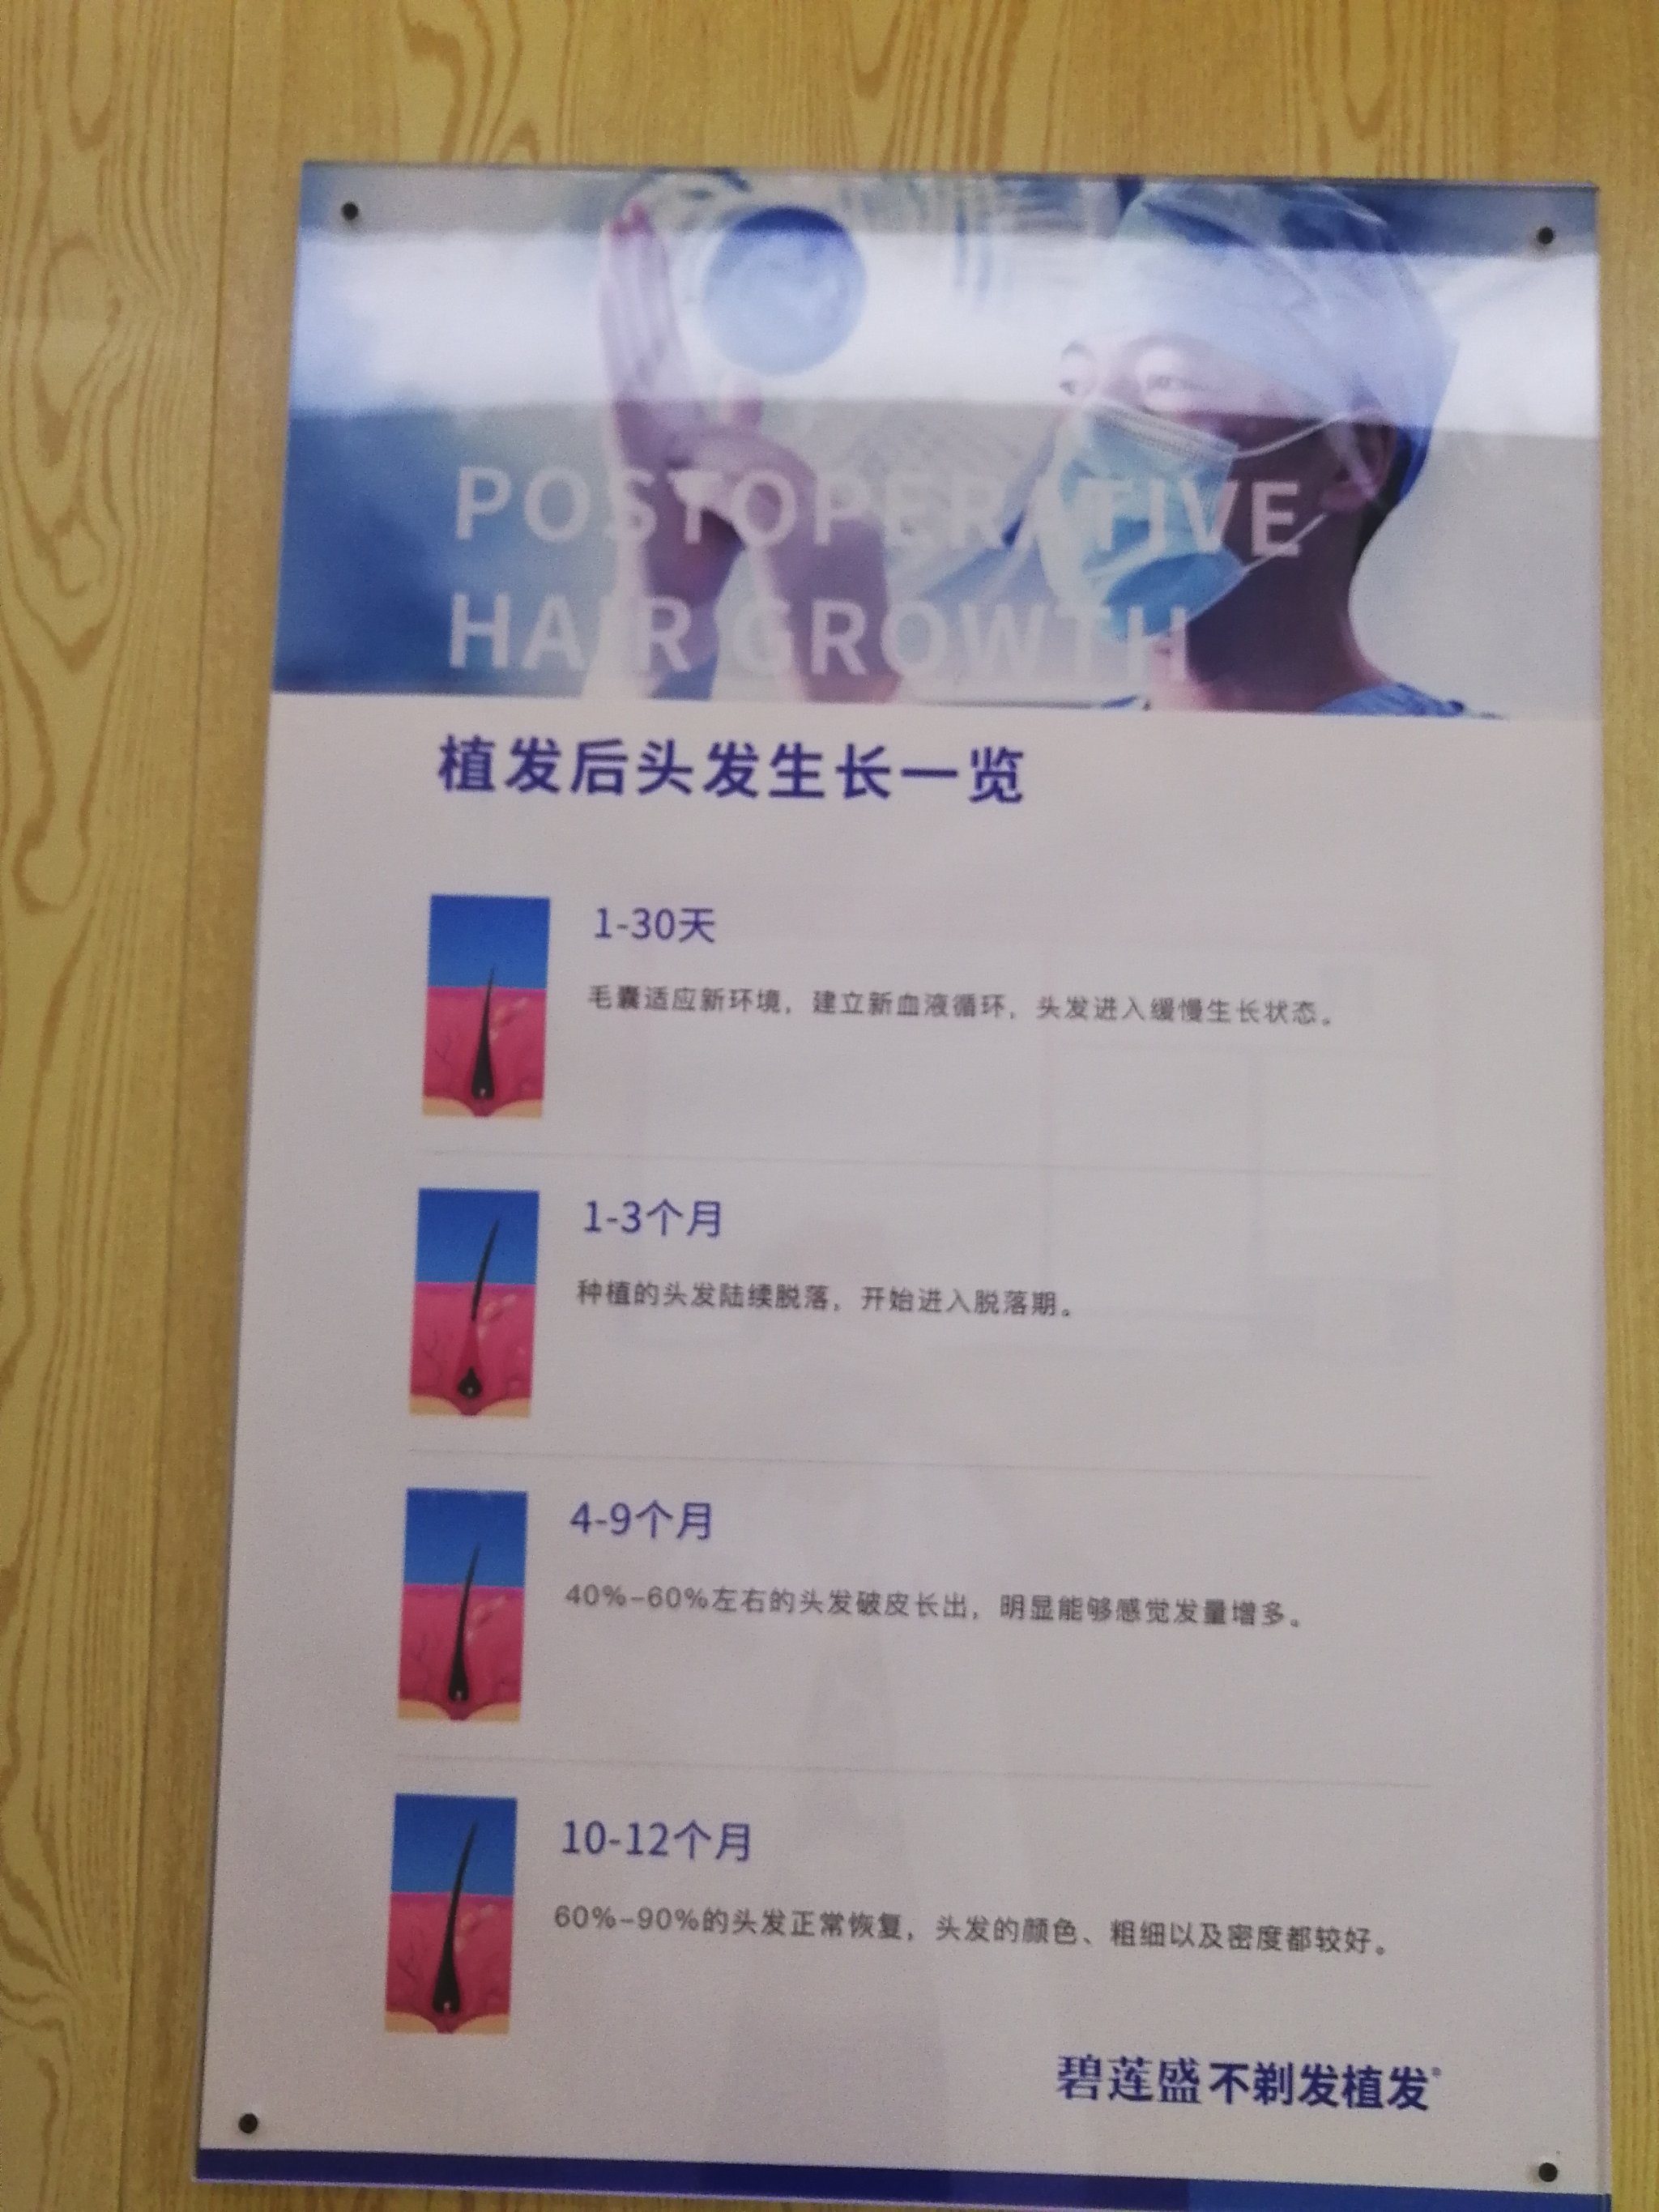 POSTOPERATIVE
HAIR GROWTH
植发后头发生长一览
1-30天
毛囊适应新环境，建立新血液循环，头发进入缓慢生长状态。
1-3个月
种植的头发陆续脱落，开始进入脱落期。
4-9个月
40%-60%左右的头发破皮长出，明显能够感觉发量增多。
10-12个月
60%-90%的头发正常恢复，头发的颜色、粗细以及密度都较好。
碧莲盛不剃发植发